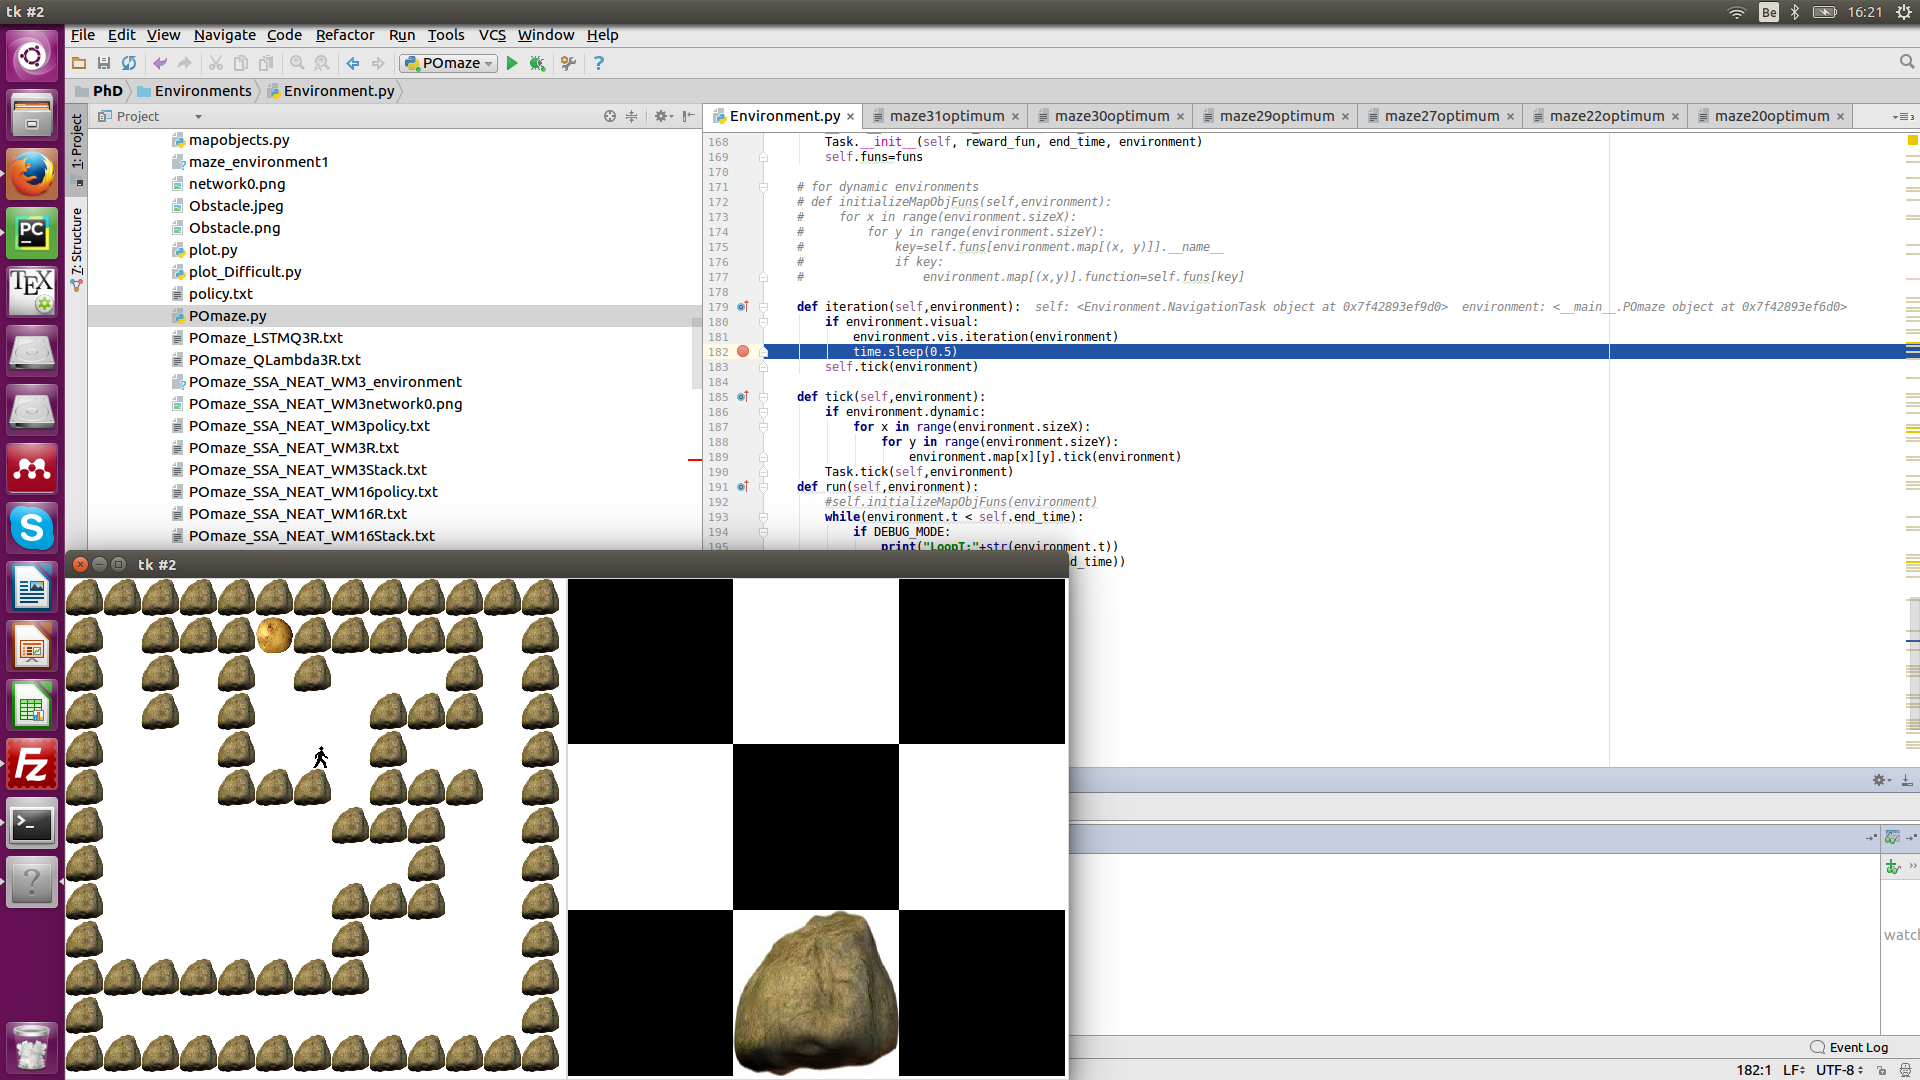 tk #2
Be
16:21
File Edit View Navigate Code Refactor Run Tools VCS Window Help
POmaze
PhD Environments Environment.py
Project
Environment.py maze31optimum maze30optimum maze29optimum maze27optimum maze22optimum maze20optimum
1: Project
7: Structure
mapobjects.py
maze_environment1
network0.png
Obstacle.jpeg
Obstacle.png
plot.py
plot_Difficult.py
policy.txt
POmaze.py
POmaze_LSTMQ3R.txt
POmaze_QLambda3R.txt
POmaze_SSA_NEAT_WM3_environment
POmaze_SSA_NEAT_WM3network0.png
POmaze_SSA_NEAT_WM3policy.txt
POmaze_SSA_NEAT_WM3R.txt
POmaze_SSA_NEAT_WM3Stack.txt
POmaze_SSA_NEAT_WM16policy.txt
POmaze_SSA_NEAT_WM16R.txt
POmaze_SSA_NEAT_WM16Stack.txt
168 Task.__init__(self, reward_fun, end_time, environment)
169 self.funs=funs
170
171 # for dynamic environments
172 # def initializeMapObjFuns(self,environment):
173 # for x in range(environment.sizeX):
174 # for y in range(environment.sizeY):
175 # key=self.funs[environment.map[(x, y)]].__name__
176 # if key:
177 # environment.map[(x,y)].function=self.funs[key]
178
179 def iteration(self,environment): self: <Environment.NavigationTask object at 0x7f42893ef9d0> environment: <__main__.POmaze object at 0x7f42893ef6d0>
180 if environment.visual:
181 environment.vis.iteration(environment)
182 time.sleep(0.5)
183 self.tick(environment)
184
185 def tick(self,environment):
186 if environment.dynamic:
187 for x in range(environment.sizeX):
188 for y in range(environment.sizeY):
189 environment.map[x][y].tick(environment)
190 Task.tick(self,environment)
191 def run(self,environment):
192 #self.initializeMapObjFuns(environment)
193 while(environment.t < self.end_time):
194 if DEBUG_MODE:
195 print("LoopT:"+str(environment.t))
d_time))
tk #2
PC
TEX
S
Fz
>_
?
watch
Event Log
182:1 LF UTF-8